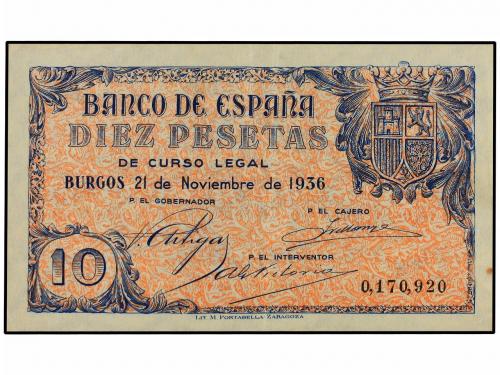 BANCO DE ESPAÑA
DIEZ PESETAS
DE CURSO LEGAL
BURGOS 21 de Noviembre de 1936
P. EL GOBERNADOR
P. EL CAJERO
P. EL INTERVENTOR
10
0,170,920
LIT. M. PORTABELLA-ZARAGOZA